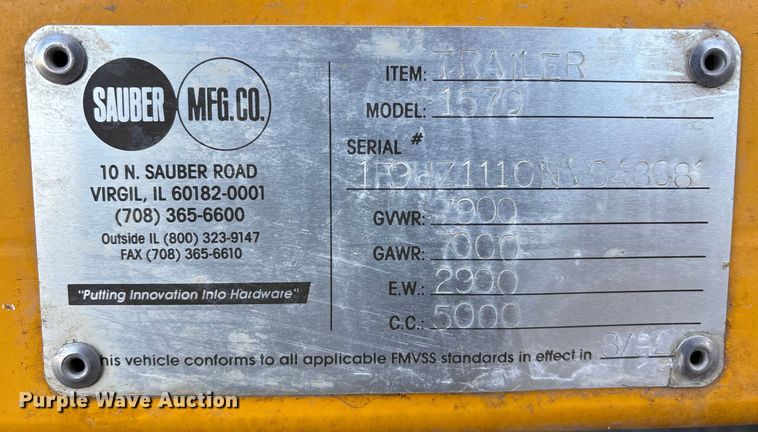 SAUBER MFG.CO.
10 N. SAUBER ROAD
VIRGIL, IL 60182-0001
(708) 365-6600
Outside IL (800) 323-9147
FAX (708) 365-6610
"Putting Innovation Into Hardware"
ITEM: TRAILER
MODEL: 1570
SERIAL #
GVWR: 7900
GAWR: 7000
E.W.: 2900
C.C.: 5000
his vehicle conforms to all applicable FMVSS standards in effect in
Purple Wave Auction